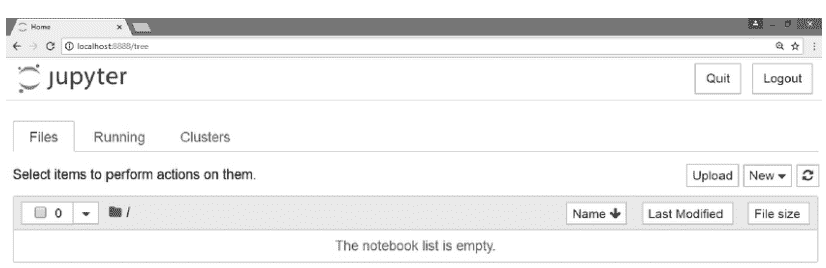 Home
localhost:8888/tree
jupyter Quit Logout
Files Running Clusters
Select items to perform actions on them. Upload New
0 / Name Last Modified File size
The notebook list is empty.